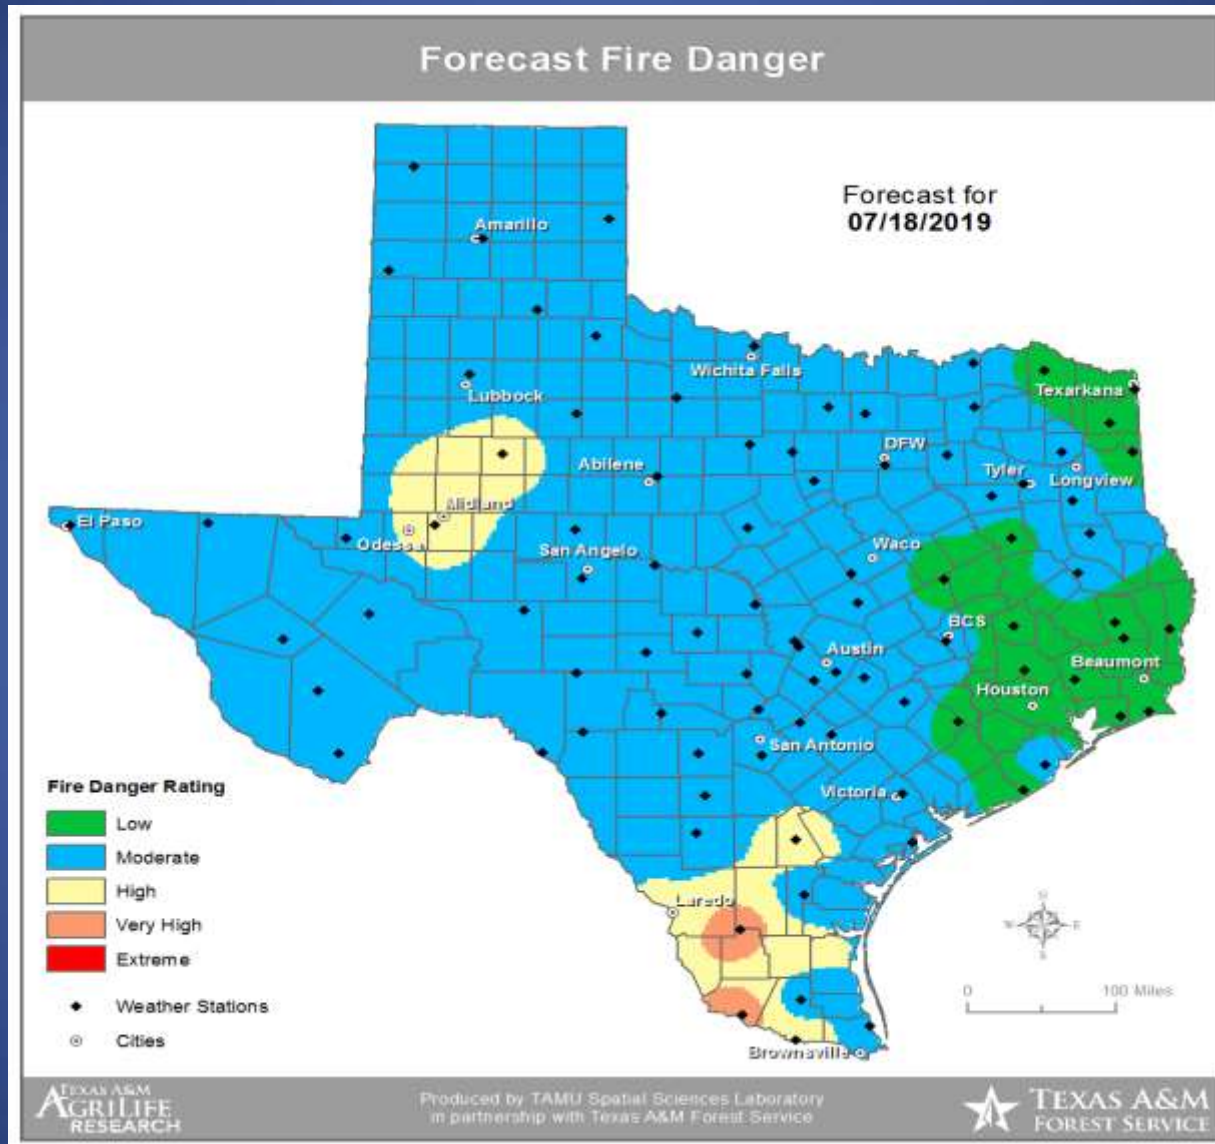 Forecast Fire Danger
Forecast for
07/18/2019
Amarillo
Wichita Falls
Lubbock
Texarkana
DFW
Abilene
Tyler
Longview
Midland
El Paso
Odessa
San Angelo
Waco
BCS
Austin
Beaumont
Houston
San Antonio
Victoria
Laredo
Brownsville
Fire Danger Rating
Low
Moderate
High
Very High
Extreme
Weather Stations
Cities
N
W E
S
0 100 Miles
TEXAS A&M
AGRILIFE
RESEARCH
Produced by TAMU Spatial Sciences Laboratory
in partnership with Texas A&M Forest Service
TEXAS A&M
FOREST SERVICE